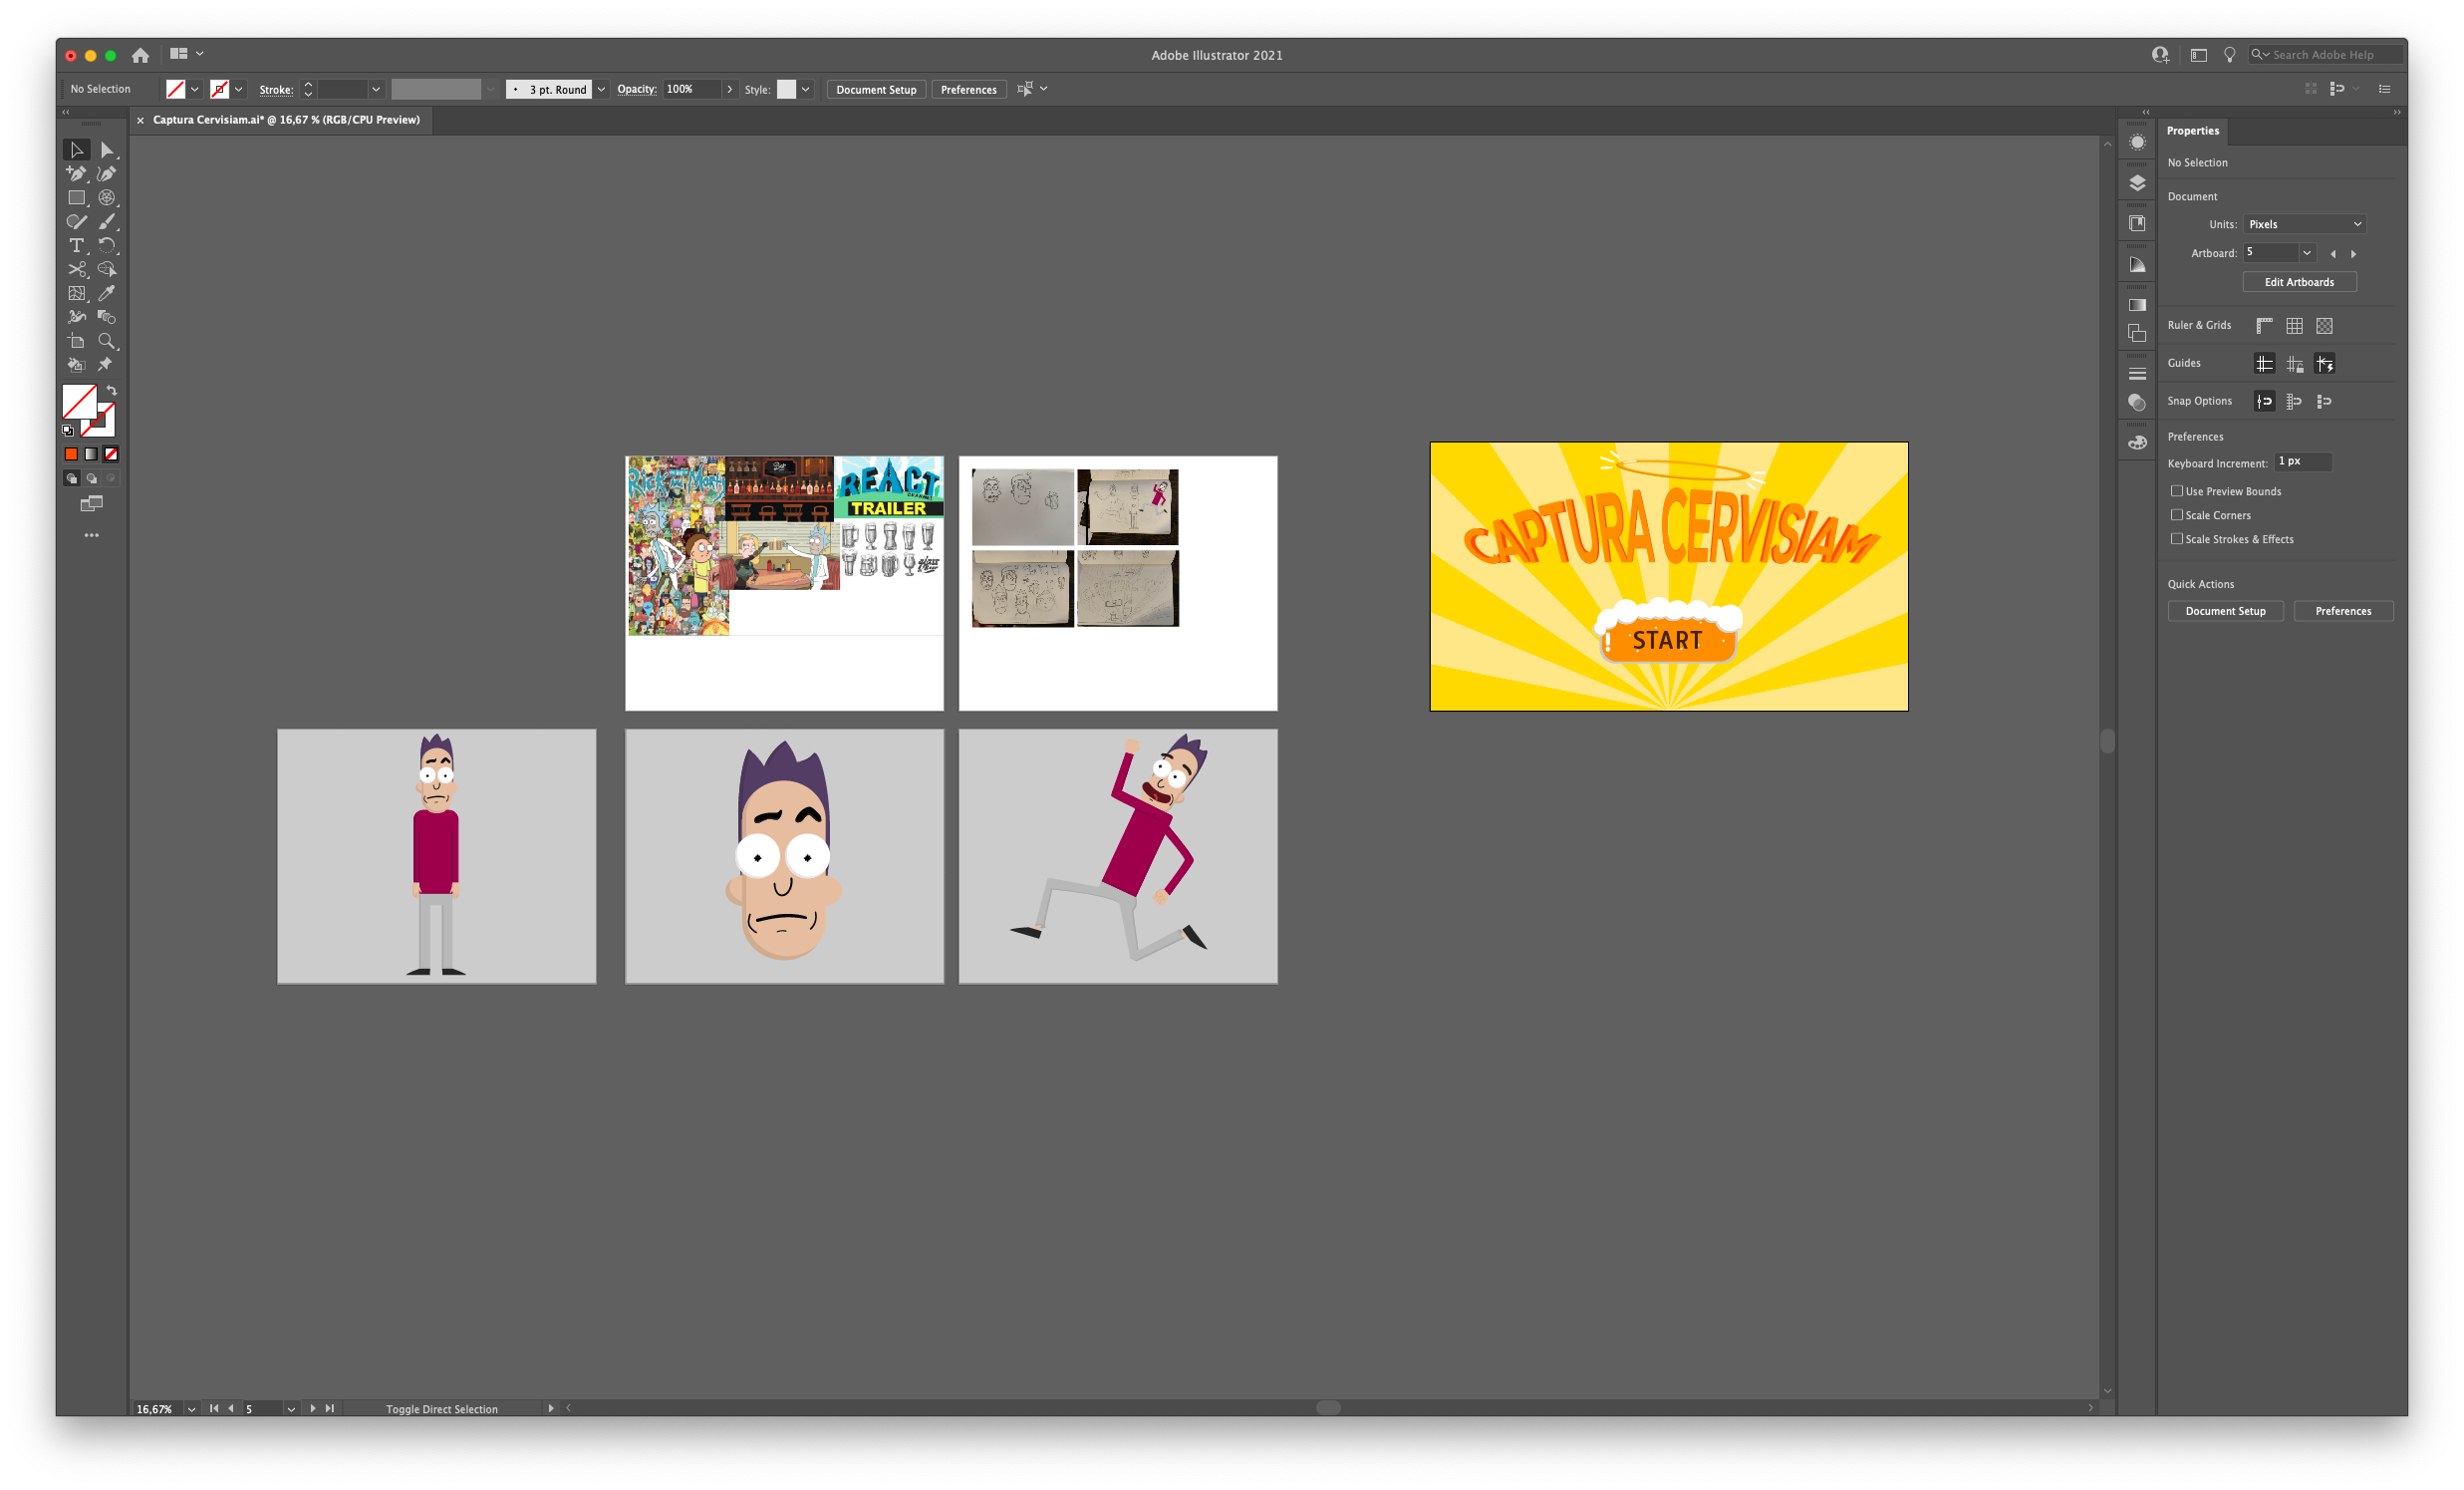 Adobe Illustrator 2021
Search Adobe Help
No Selection
Stroke:
3 pt. Round
Opacity:
100%
Style:
Document Setup
Preferences
Captura Cervisiam.ai* @ 16,67 % (RGB/CPU Preview)
Properties
No Selection
Document
Units:
Pixels
Artboard:
5
Edit Artboards
Ruler & Grids
Guides
Snap Options
Preferences
Keyboard Increment:
1 px
Use Preview Bounds
Scale Corners
Scale Strokes & Effects
Quick Actions
Document Setup
Preferences
Rick and Morty
Bar
REACT
TRAILER
CAPTURA CERVISIAM
START
16,67%
5
Toggle Direct Selection